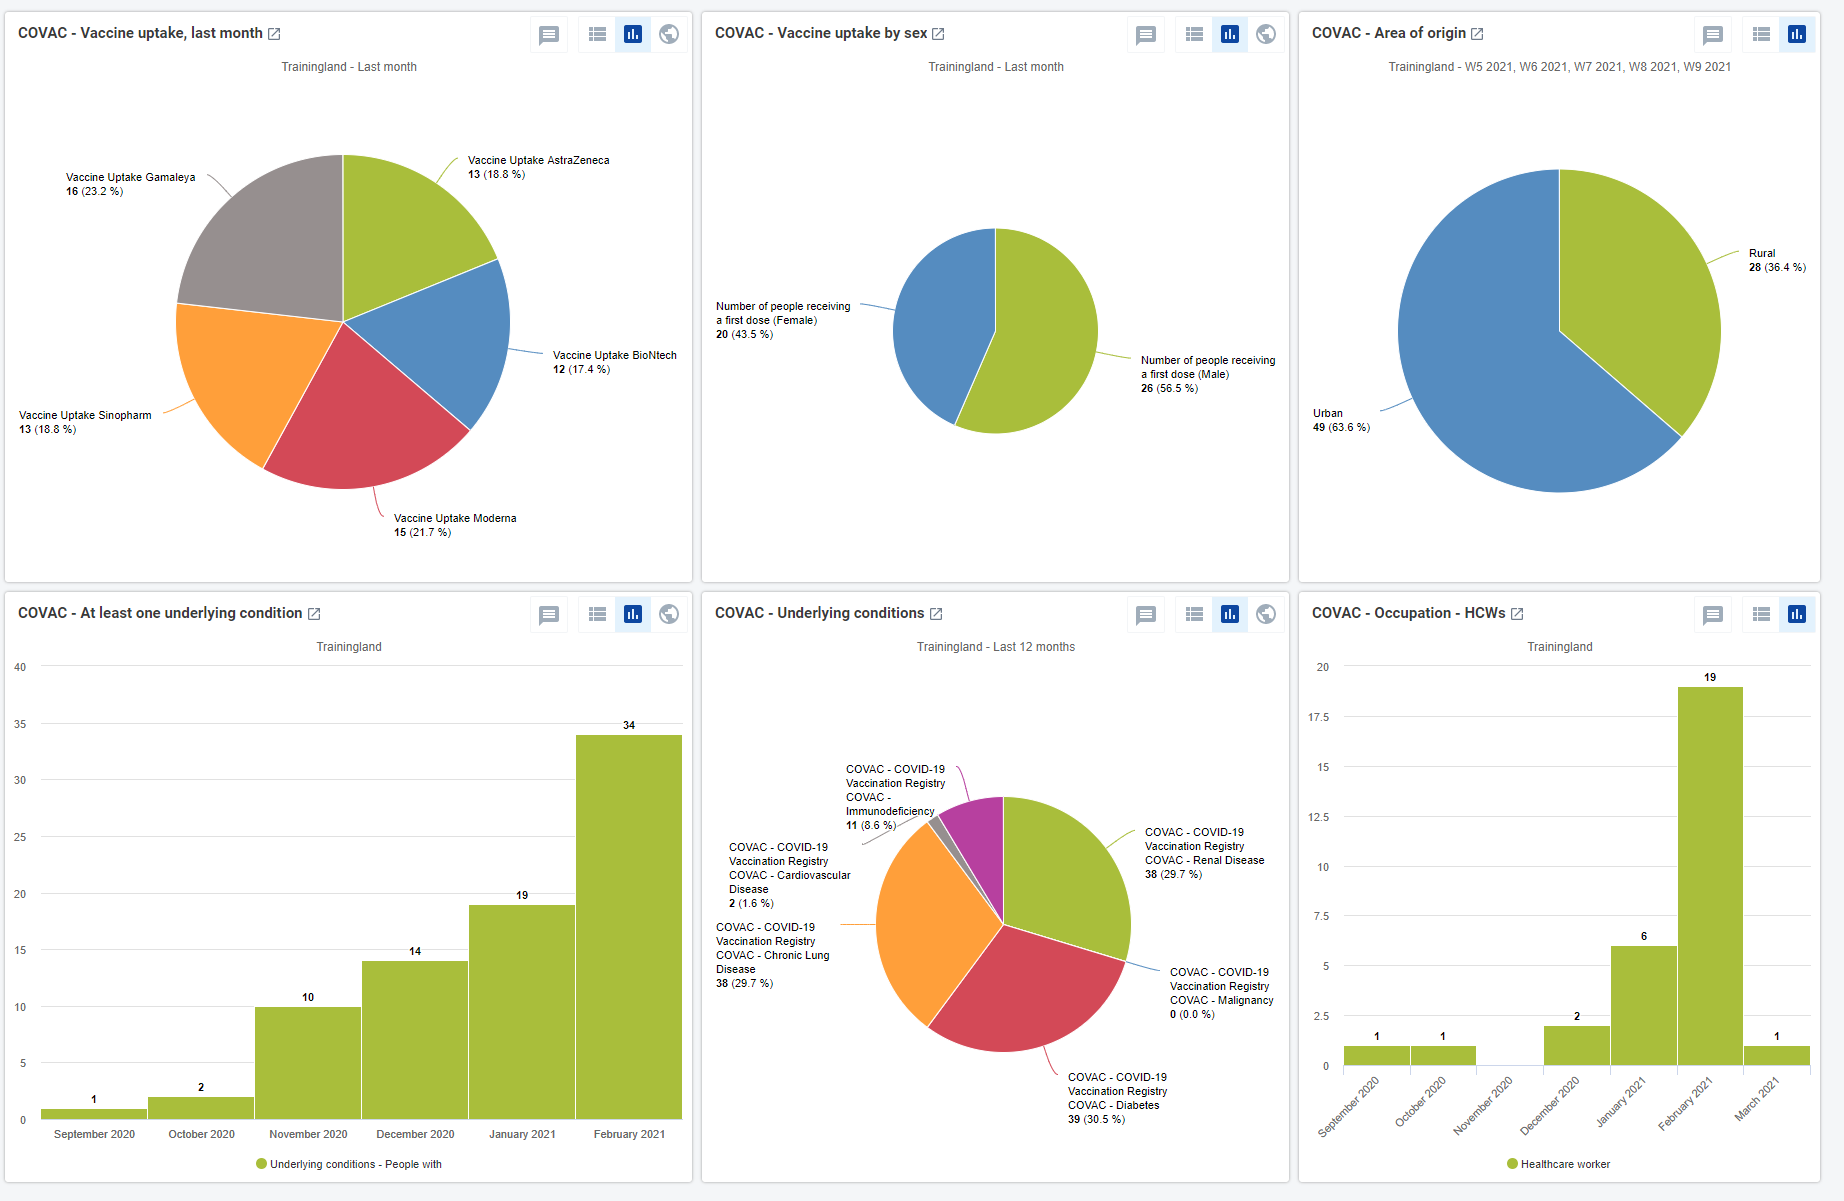 COVAC - Vaccine uptake, last month
Trainingland - Last month
Vaccine Uptake Gamaleya
16 (23.2 %)
Vaccine Uptake AstraZeneca
13 (18.8 %)
Vaccine Uptake BioNtech
12 (17.4 %)
Vaccine Uptake Sinopharm
13 (18.8 %)
Vaccine Uptake Moderna
15 (21.7 %)
COVAC - Vaccine uptake by sex
Trainingland - Last month
Number of people receiving
a first dose (Female)
20 (43.5 %)
Number of people receiving
a first dose (Male)
26 (56.5 %)
COVAC - Area of origin
Trainingland - W5 2021, W6 2021, W7 2021, W8 2021, W9 2021
Rural
28 (36.4 %)
Urban
49 (63.6 %)
COVAC - At least one underlying condition
Trainingland
40
35
30
25
20
15
10
5
0
1
2
10
14
19
34
September 2020
October 2020
November 2020
December 2020
January 2021
February 2021
Underlying conditions - People with
COVAC - Underlying conditions
Trainingland - Last 12 months
COVAC - COVID-19
Vaccination Registry
COVAC -
Immunodeficiency
11 (8.6 %)
COVAC - COVID-19
Vaccination Registry
COVAC - Renal Disease
38 (29.7 %)
COVAC - COVID-19
Vaccination Registry
COVAC - Cardiovascular
Disease
2 (1.6 %)
COVAC - COVID-19
Vaccination Registry
COVAC - Chronic Lung
Disease
38 (29.7 %)
COVAC - COVID-19
Vaccination Registry
COVAC - Malignancy
0 (0.0 %)
COVAC - COVID-19
Vaccination Registry
COVAC - Diabetes
39 (30.5 %)
COVAC - Occupation - HCWs
Trainingland
20
17.5
15
12.5
10
7.5
5
2.5
0
1
1
2
6
19
1
September 2020
October 2020
November 2020
December 2020
January 2021
February 2021
March 2021
Healthcare worker